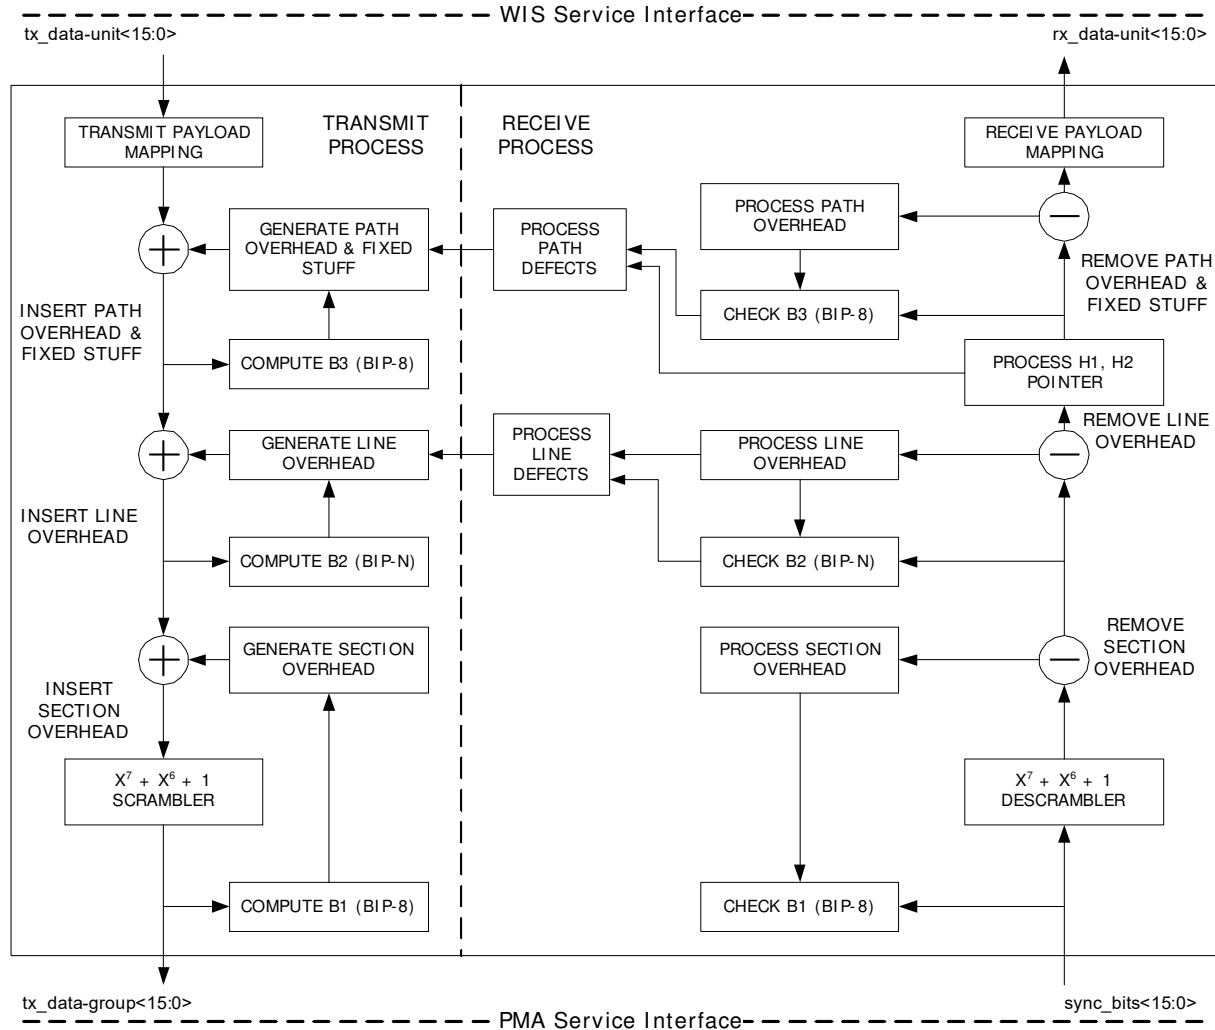 WIS Service Interface
tx_data-unit<15:0>
rx_data-unit<15:0>
TRANSMIT PAYLOAD
MAPPING
TRANSMIT
PROCESS
RECEIVE
PROCESS
RECEIVE PAYLOAD
MAPPING
GENERATE PATH
OVERHEAD & FIXED
STUFF
PROCESS
PATH
DEFECTS
PROCESS PATH
OVERHEAD
REMOVE PATH
OVERHEAD &
FIXED STUFF
INSERT PATH
OVERHEAD &
FIXED STUFF
CHECK B3 (BIP-8)
COMPUTE B3 (BIP-8)
PROCESS H1, H2
POINTER
REMOVE LINE
OVERHEAD
GENERATE LINE
OVERHEAD
PROCESS
LINE
DEFECTS
PROCESS LINE
OVERHEAD
INSERT LINE
OVERHEAD
COMPUTE B2 (BIP-N)
CHECK B2 (BIP-N)
GENERATE SECTION
OVERHEAD
PROCESS SECTION
OVERHEAD
REMOVE
SECTION
OVERHEAD
INSERT
SECTION
OVERHEAD
X⁷ + X⁶ + 1
SCRAMBLER
X⁷ + X⁶ + 1
DESCRAMBLER
COMPUTE B1 (BIP-8)
CHECK B1 (BIP-8)
tx_data-group<15:0>
sync_bits<15:0>
PMA Service Interface